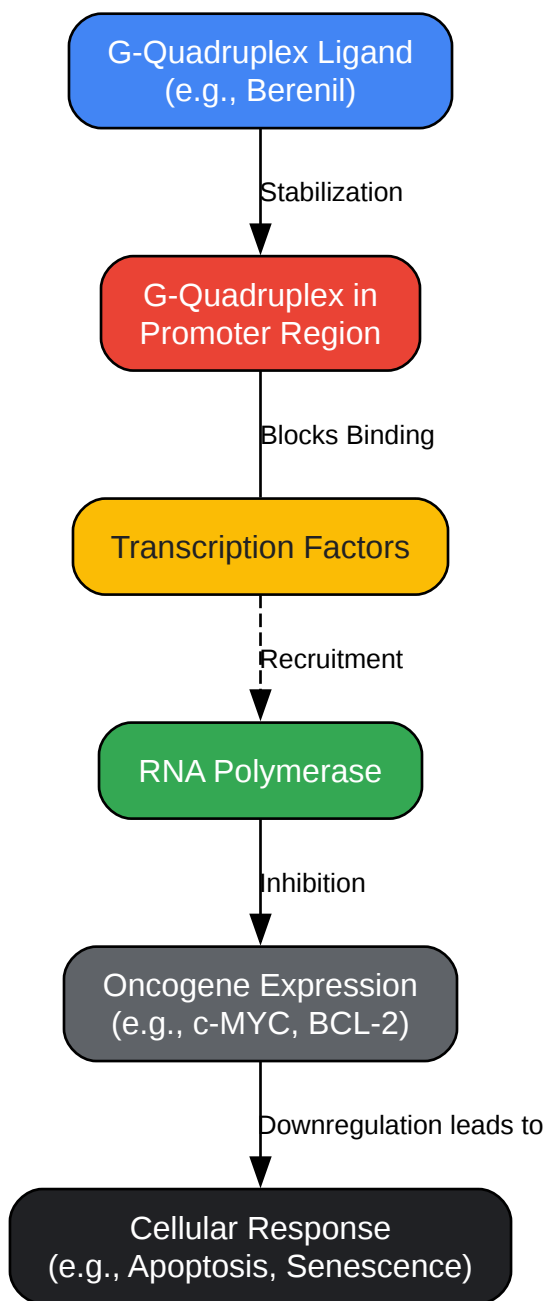 G-Quadruplex Ligand
(e.g., Berenil)
Stabilization
G-Quadruplex in
Promoter Region
Blocks Binding
Transcription Factors
Recruitment
RNA Polymerase
Inhibition
Oncogene Expression
(e.g., c-MYC, BCL-2)
Downregulation leads to
Cellular Response
(e.g., Apoptosis, Senescence)